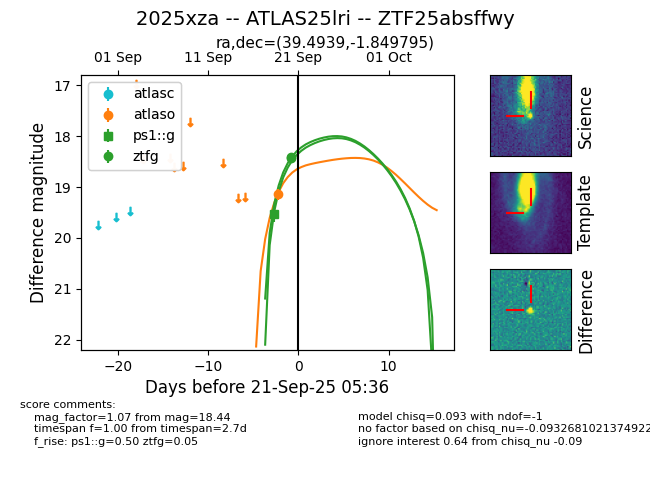 2025xza -- ATLAS25lri -- ZTF25absffwy
ra,dec=(39.4939,-1.849795)
01 Sep 11 Sep 21 Sep 01 Oct
17
18
19
20
21
22
Difference magnitude
atlasc
atlaso
ps1::g
ztfg
−20 −10 0 10
Days before 21-Sep-25 05:36
Science
Template
Difference
score comments:
mag_factor=1.07 from mag=18.44
timespan f=1.00 from timespan=2.7d
f_rise: ps1::g=0.50 ztfg=0.05
model chisq=0.093 with ndof=-1
no factor based on chisq_nu=-0.0932681021374922
ignore interest 0.64 from chisq_nu -0.09